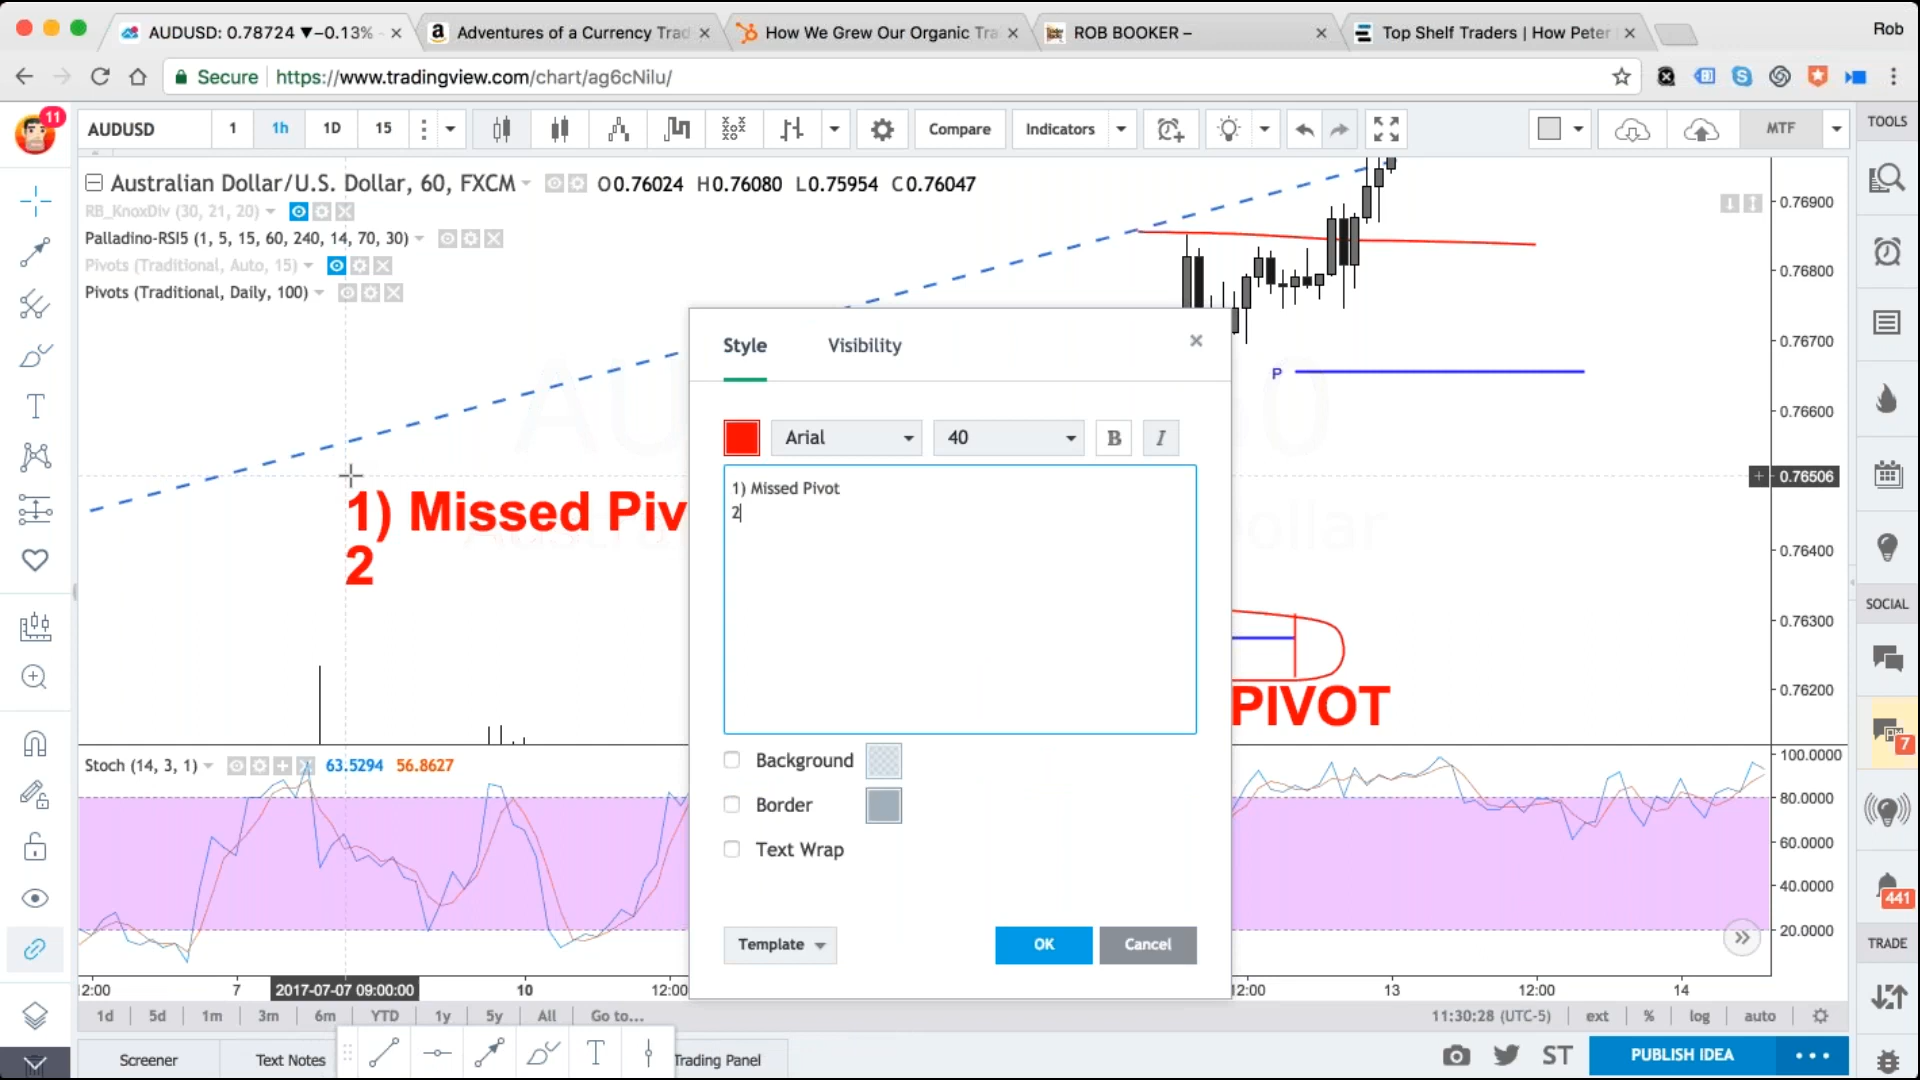 AUDUSD: 0.78724 ▼−0.13%
Adventures of a Currency Trad
How We Grew Our Organic Tra
ROB BOOKER –
Top Shelf Traders | How Peter
Rob
Secure https://www.tradingview.com/chart/ag6cNilu/
11
AUDUSD 1 1h 1D 15 Compare Indicators MTF
TOOLS
Australian Dollar/U.S. Dollar, 60, FXCM O0.76024 H0.76080 L0.75954 C0.76047
RB_KnoxDiv (30, 21, 20)
Palladino-RSI5 (1, 5, 15, 60, 240, 14, 70, 30)
Pivots (Traditional, Auto, 15)
Pivots (Traditional, Daily, 100)
0.76900
0.76800
0.76700
0.76600
0.76506
0.76400
0.76300
0.76200
P
1) Missed Piv
2
PIVOT
Style Visibility
Arial 40 B I
1) Missed Pivot
2
Background
Border
Text Wrap
Template OK Cancel
Stoch (14, 3, 1) 63.5294 56.8627
100.0000
80.0000
60.0000
40.0000
20.0000
SOCIAL
7
441
TRADE
12:00 7 2017-07-07 09:00:00 10 12:00 12:00 13 12:00 14
1d 5d 1m 3m 6m YTD 1y 5y All Go to... 11:30:28 (UTC-5) ext % log auto
Screener Text Notes Trading Panel ST PUBLISH IDEA